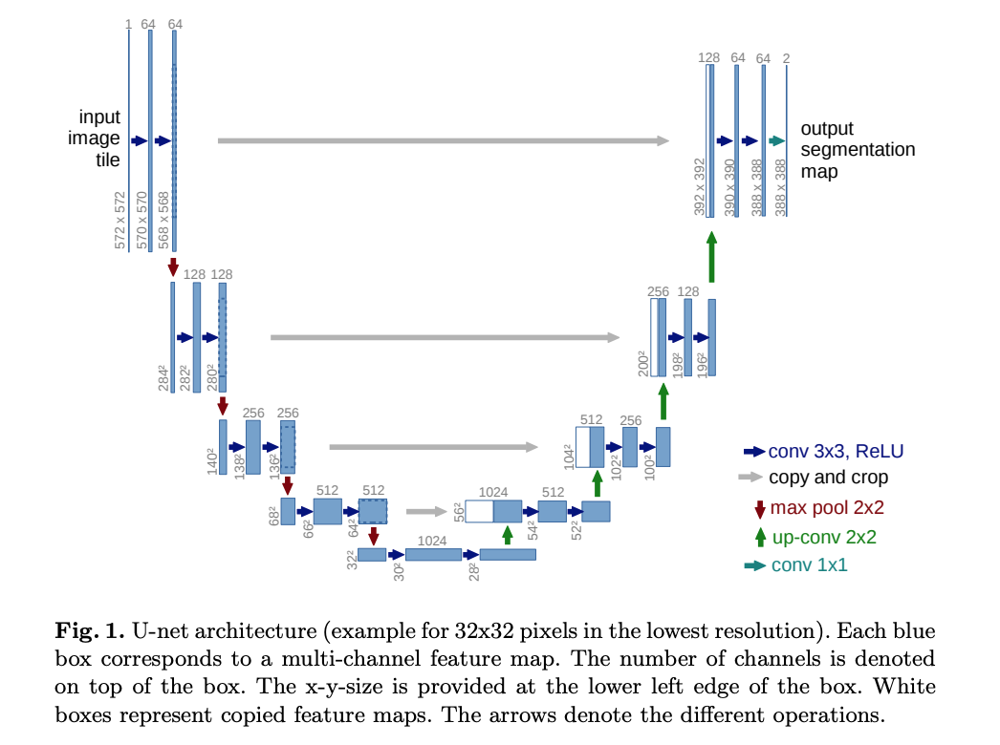 1 64 64
128 64 64 2
input
image
tile
output
segmentation
map
572 x 572
570 x 570
568 x 568
392 x 392
390 x 390
388 x 388
388 x 388
128 128
256 128
284²
282²
280²
200²
198²
196²
256 256
512 256
140²
138²
136²
104²
102²
100²
512 512
1024 512
68²
66²
64²
56²
54²
52²
1024
32²
30²
28²
conv 3x3, ReLU
copy and crop
max pool 2x2
up-conv 2x2
conv 1x1
Fig. 1. U-net architecture (example for 32x32 pixels in the lowest resolution). Each blue
box corresponds to a multi-channel feature map. The number of channels is denoted
on top of the box. The x-y-size is provided at the lower left edge of the box. White
boxes represent copied feature maps. The arrows denote the different operations.